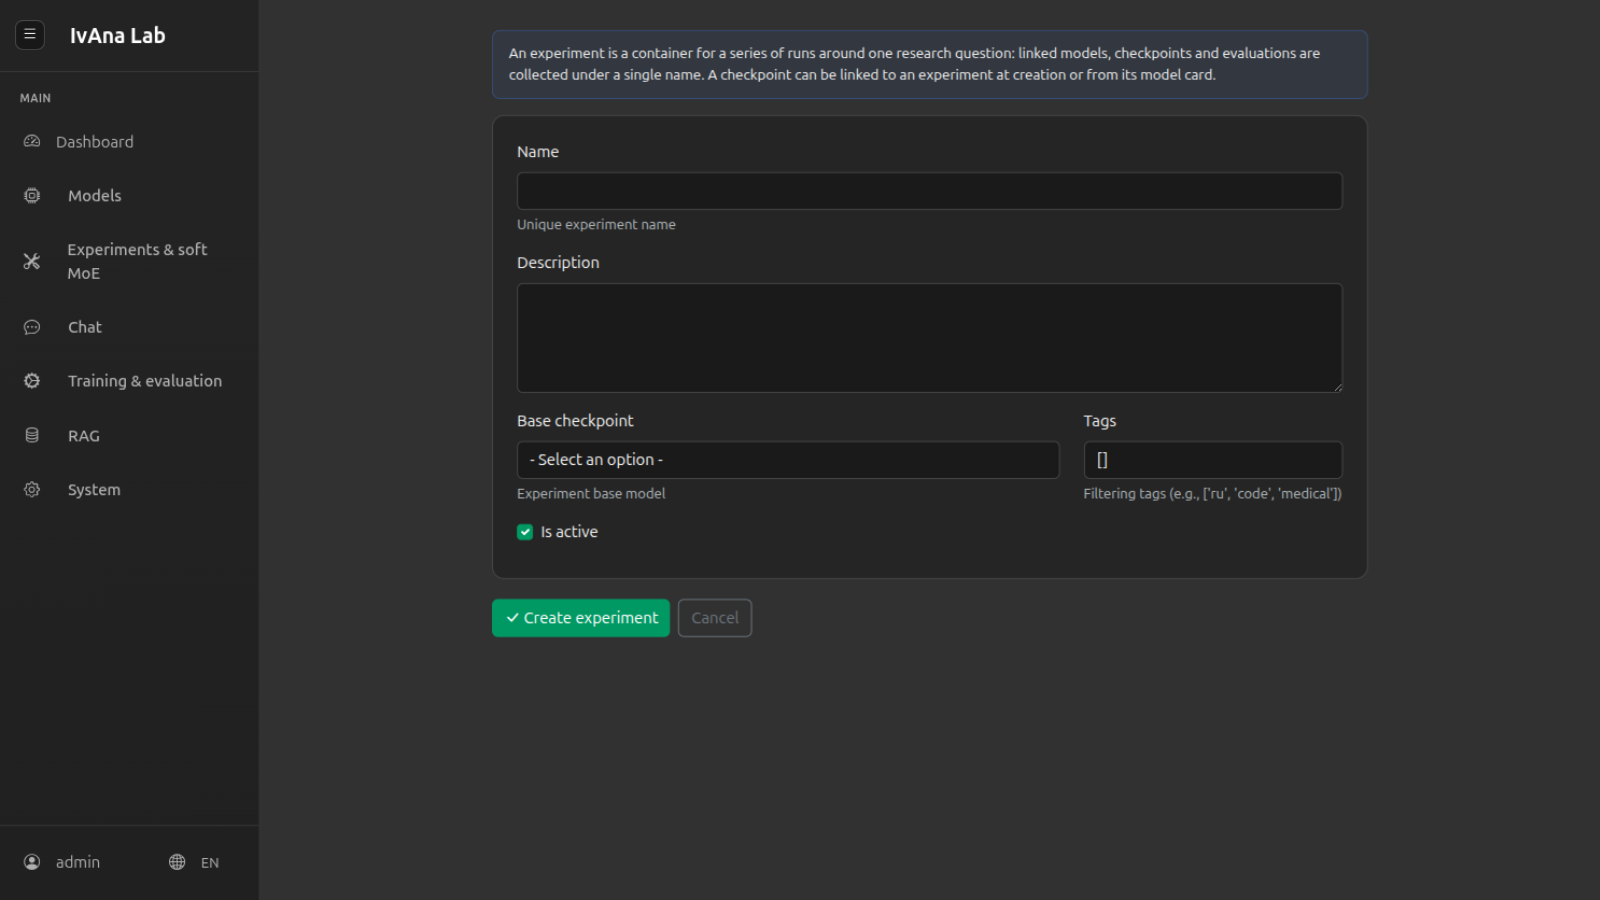 IvAna Lab
MAIN
Dashboard
Models
Experiments & soft
MoE
Chat
Training & evaluation
RAG
System
admin
EN
An experiment is a container for a series of runs around one research question: linked models, checkpoints and evaluations are
collected under a single name. A checkpoint can be linked to an experiment at creation or from its model card.
Name
Unique experiment name
Description
Base checkpoint
- Select an option -
Experiment base model
Tags
[]
Filtering tags (e.g., ['ru', 'code', 'medical'])
Is active
Create experiment
Cancel